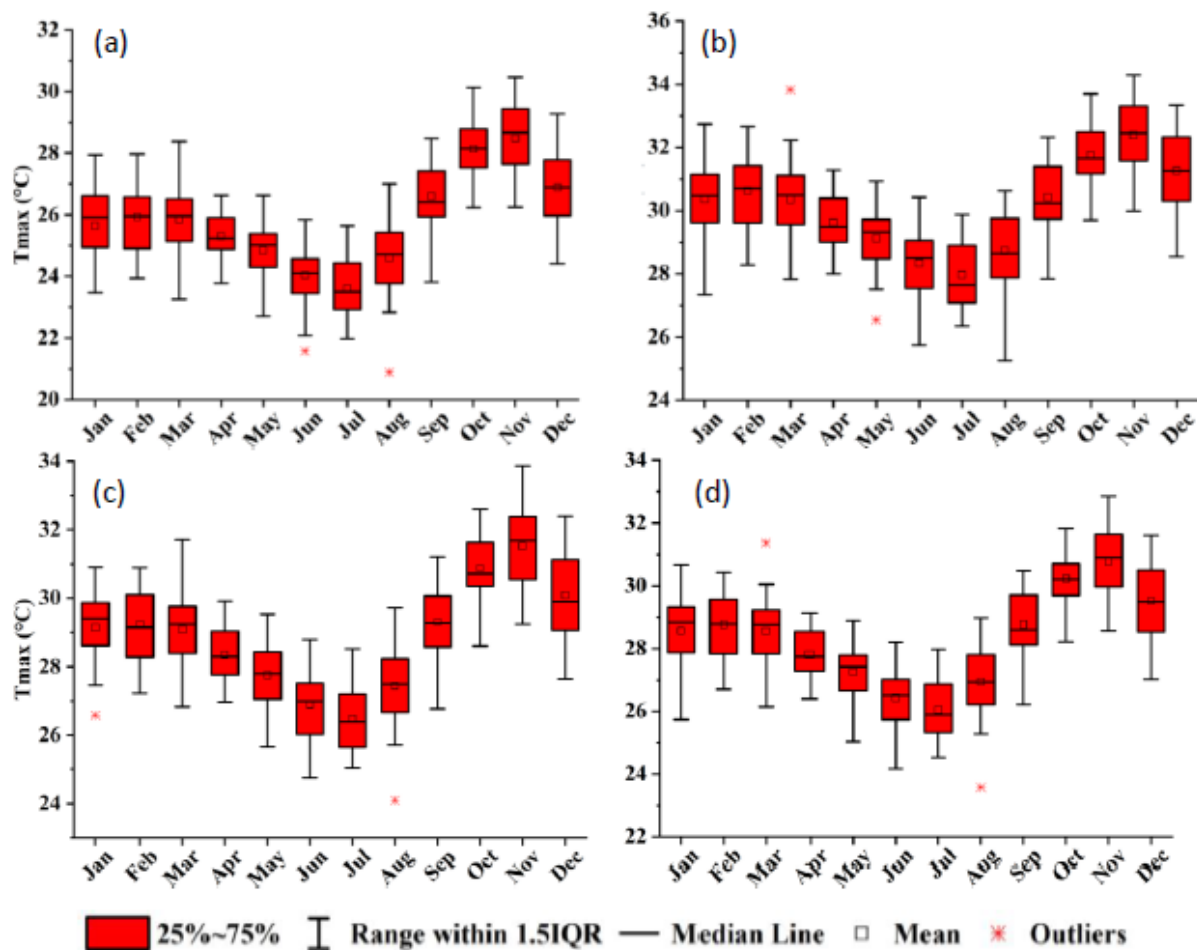 (a)
Tmax (°C)
32
30
28
26
24
22
20
Jan Feb Mar Apr May Jun Jul Aug Sep Oct Nov Dec
(b)
36
34
32
30
28
26
24
Jan Feb Mar Apr May Jun Jul Aug Sep Oct Nov Dec
(c)
Tmax (°C)
34
32
30
28
26
24
Jan Feb Mar Apr May Jun Jul Aug Sep Oct Nov Dec
(d)
34
32
30
28
26
24
22
Jan Feb Mar Apr May Jun Jul Aug Sep Oct Nov Dec
25%~75% Range within 1.5IQR Median Line Mean Outliers